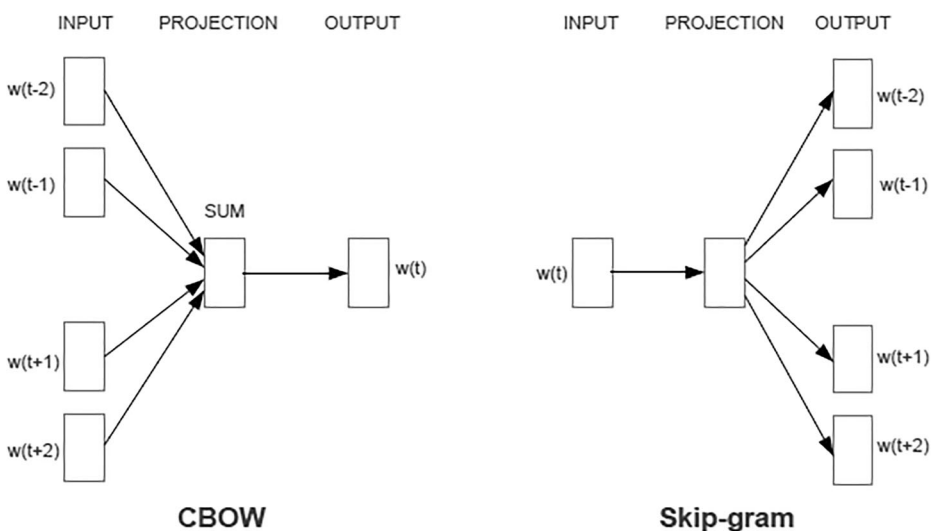 INPUT PROJECTION OUTPUT
w(t-2)
w(t-1)
SUM
w(t)
w(t+1)
w(t+2)
CBOW
INPUT PROJECTION OUTPUT
w(t-2)
w(t-1)
w(t)
w(t+1)
w(t+2)
Skip-gram